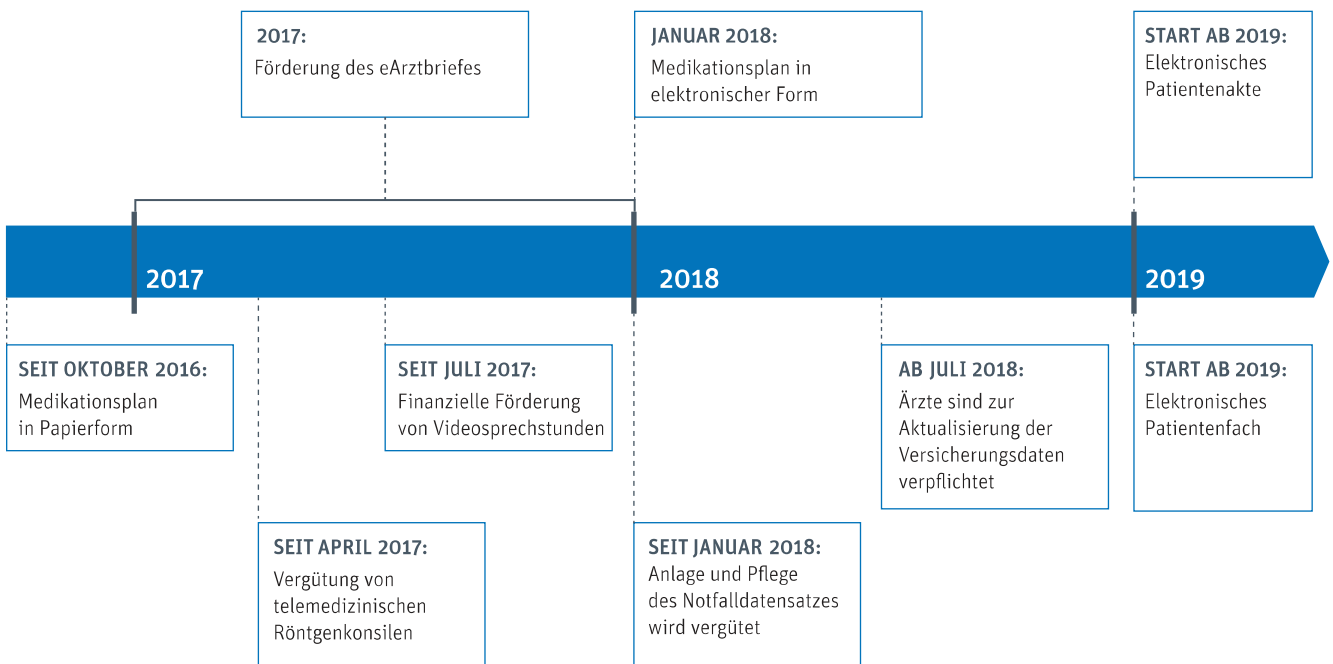 2017:
Förderung des eArztbriefes
JANUAR 2018:
Medikationsplan in
elektronischer Form
START AB 2019:
Elektronisches
Patientenakte
2017
2018
2019
SEIT OKTOBER 2016:
Medikationsplan
in Papierform
SEIT JULI 2017:
Finanzielle Förderung
von Videosprechstunden
AB JULI 2018:
Ärzte sind zur
Aktualisierung der
Versicherungsdaten
verpflichtet
START AB 2019:
Elektronisches
Patientenfach
SEIT APRIL 2017:
Vergütung von
telemedizinischen
Röntgenkonsilen
SEIT JANUAR 2018:
Anlage und Pflege
des Notfalldatensatzes
wird vergütet